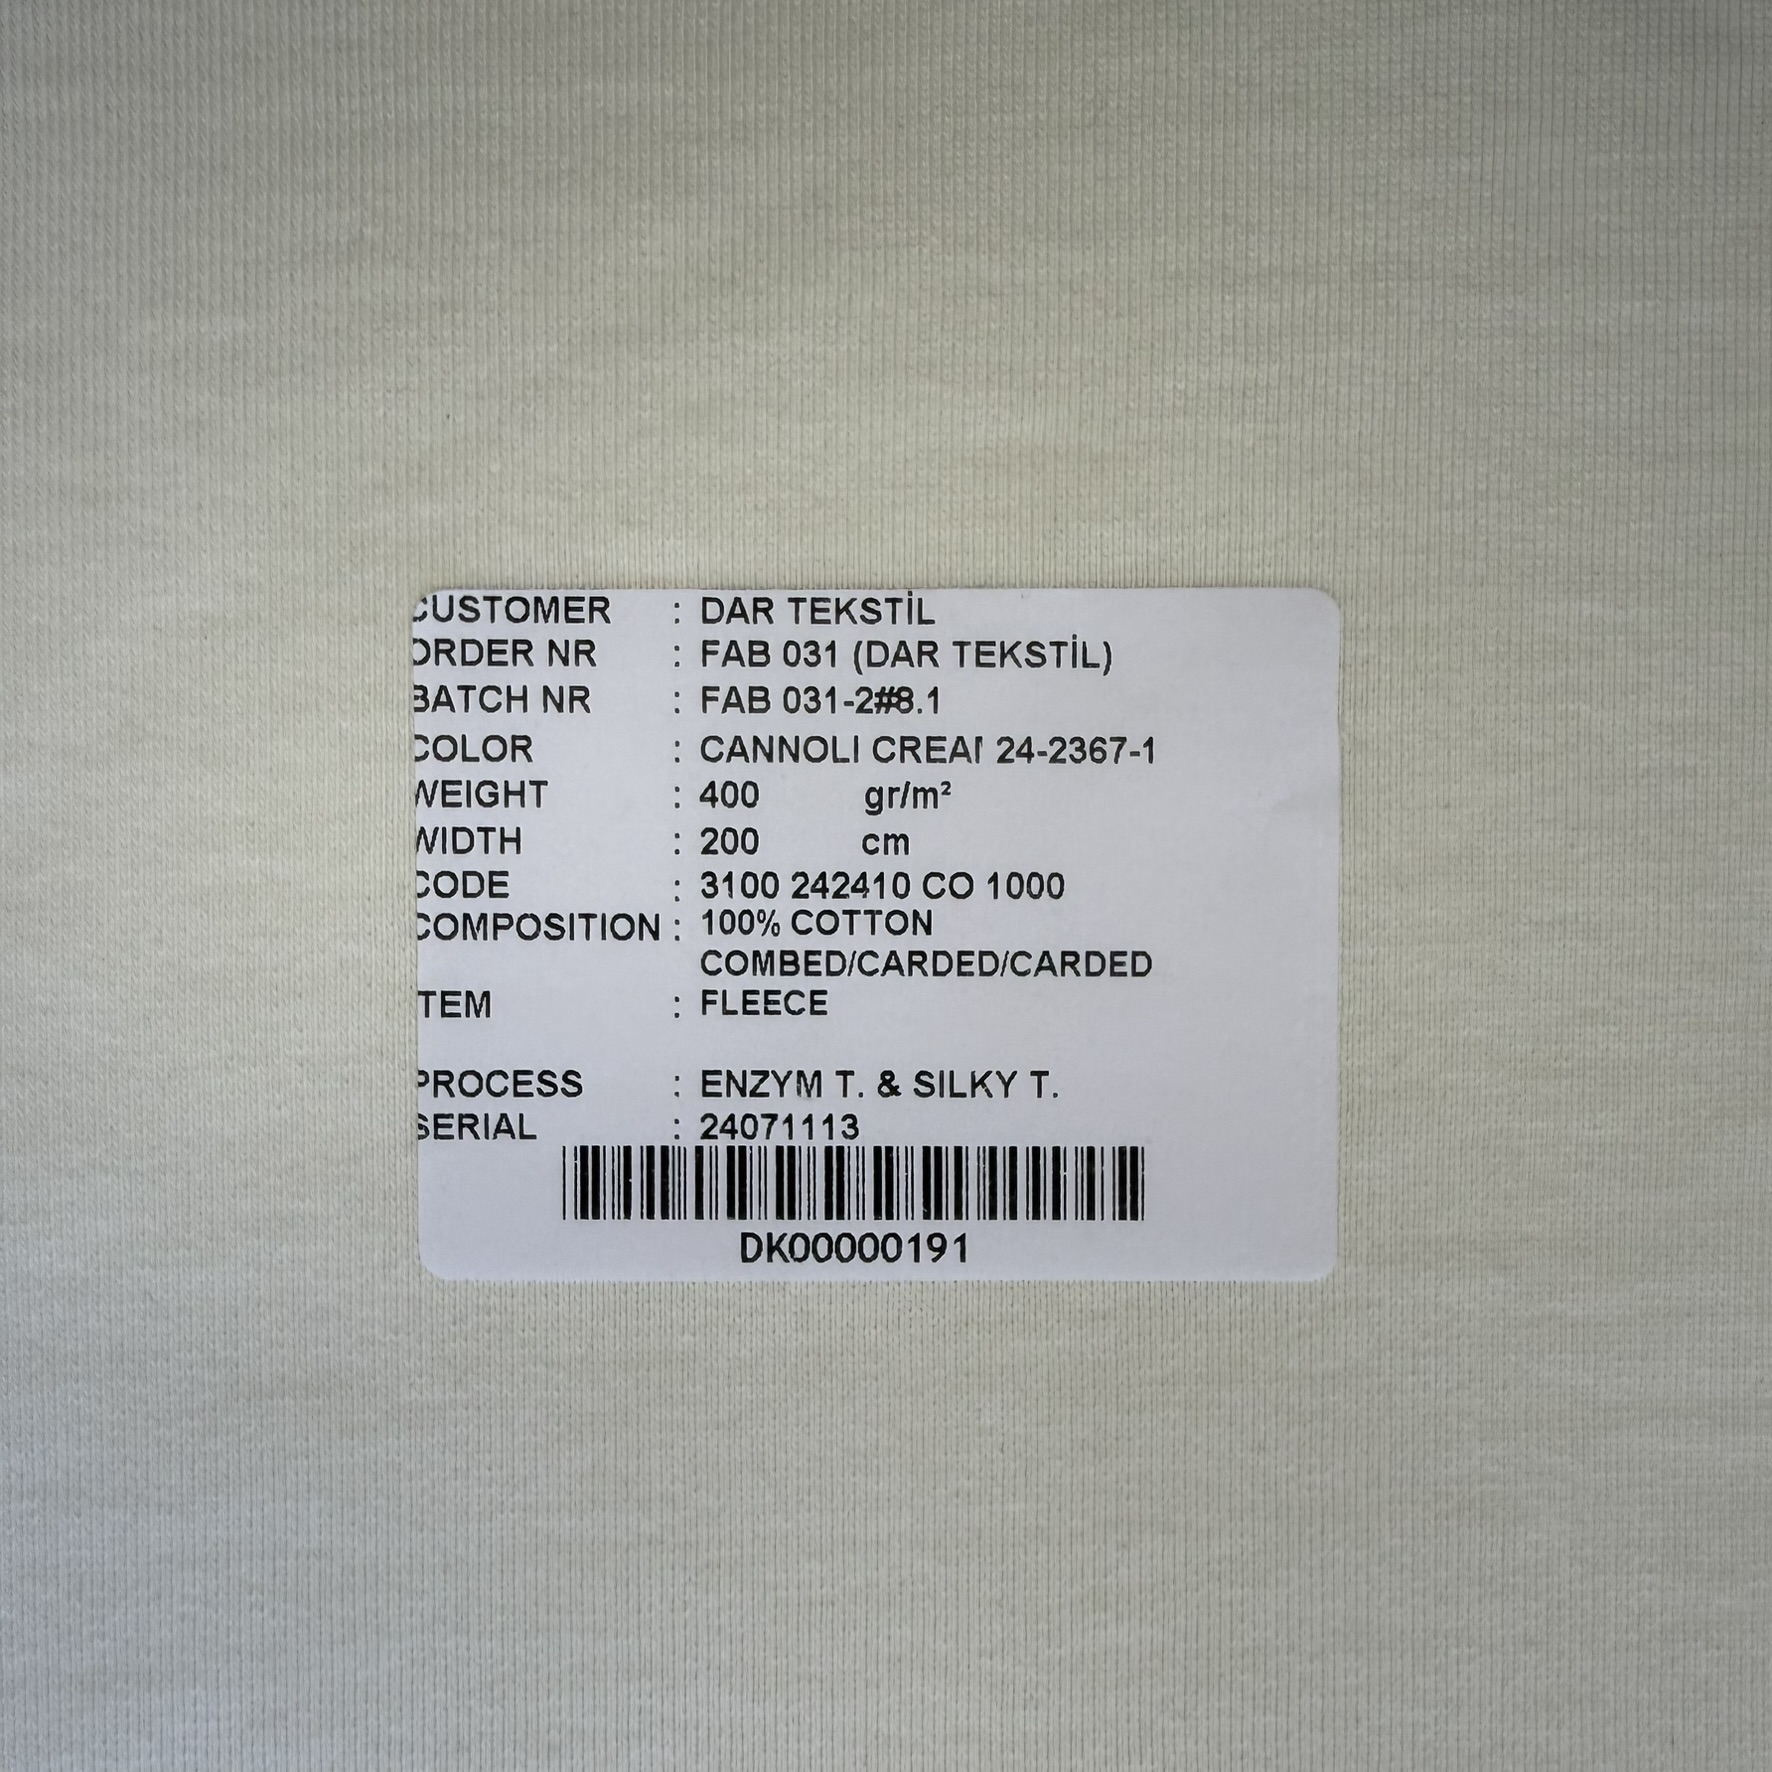 CUSTOMER : DAR TEKSTİL
ORDER NR : FAB 031 (DAR TEKSTİL)
BATCH NR : FAB 031-2#8.1
COLOR : CANNOLI CREAM 24-2367-1
WEIGHT : 400 gr/m²
WIDTH : 200 cm
CODE : 3100 242410 CO 1000
COMPOSITION : 100% COTTON
COMBED/CARDED/CARDED
ITEM : FLEECE
PROCESS : ENZYM T. & SILKY T.
SERIAL : 24071113
DK00000191